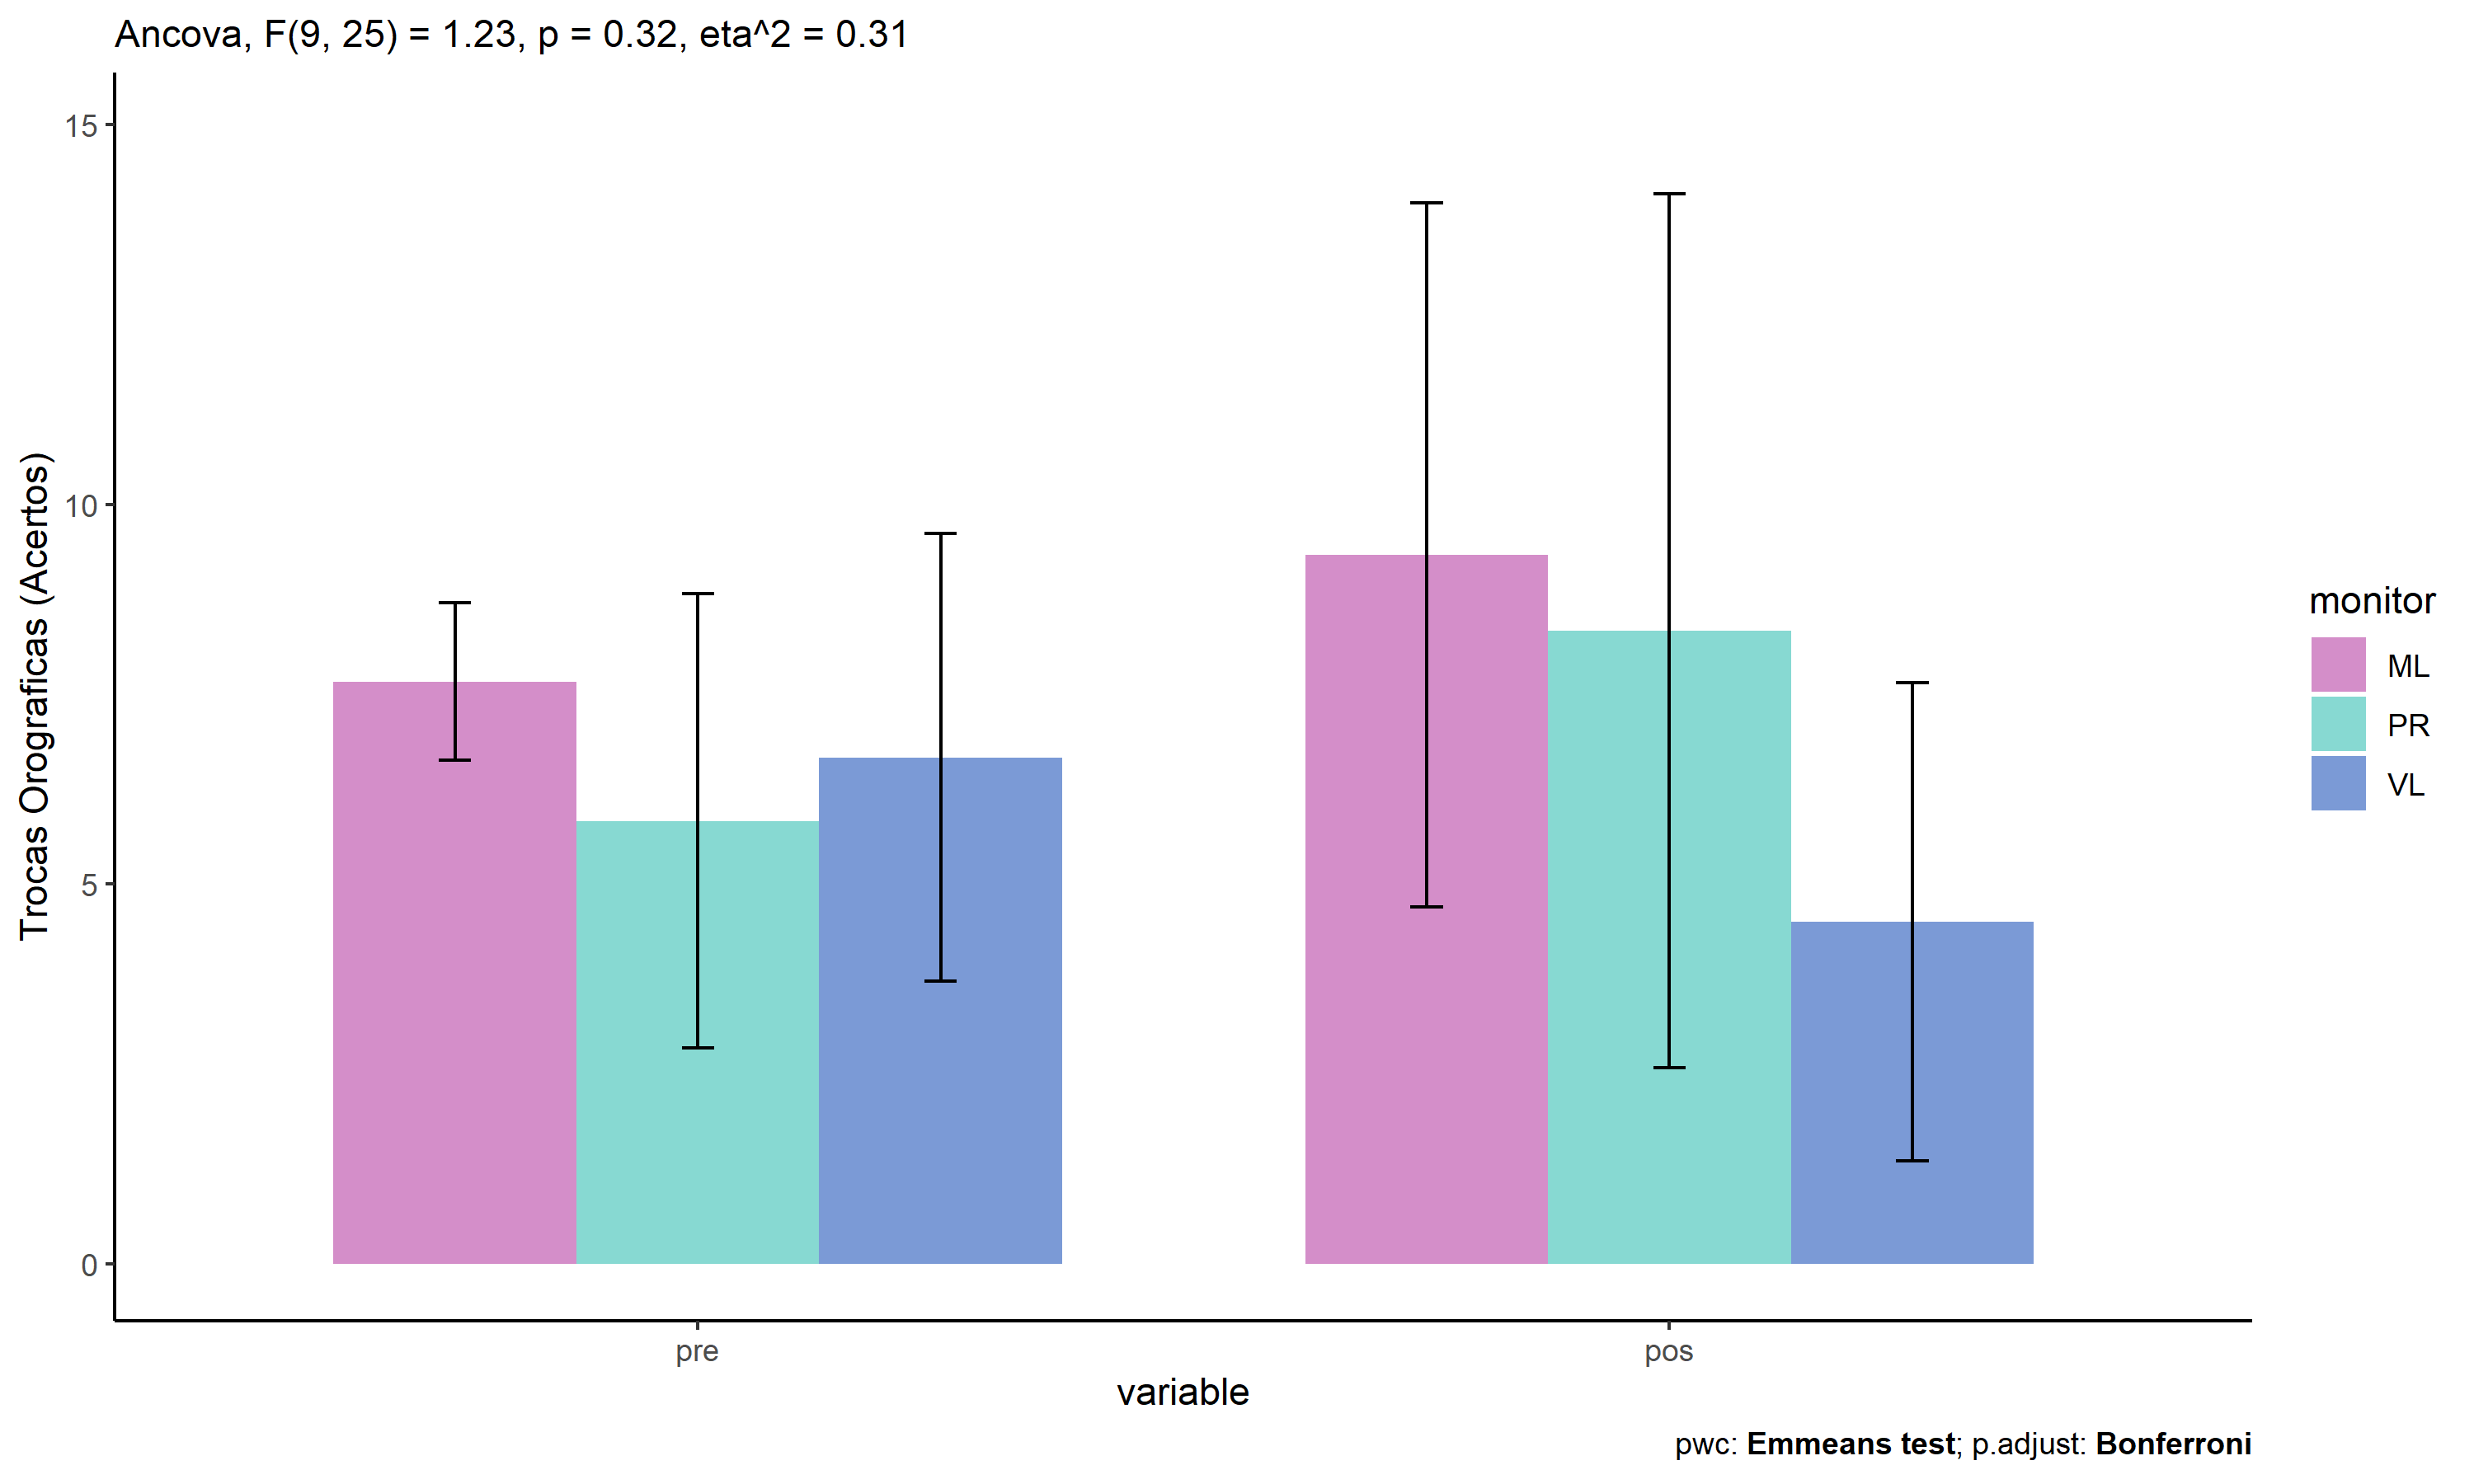 Ancova, F(9, 25) = 1.23, p = 0.32, eta^2 = 0.31
Trocas Orograficas (Acertos)
15
10
5
0
pre
pos
variable
monitor
ML
PR
VL
pwc: Emmeans test; p.adjust: Bonferroni